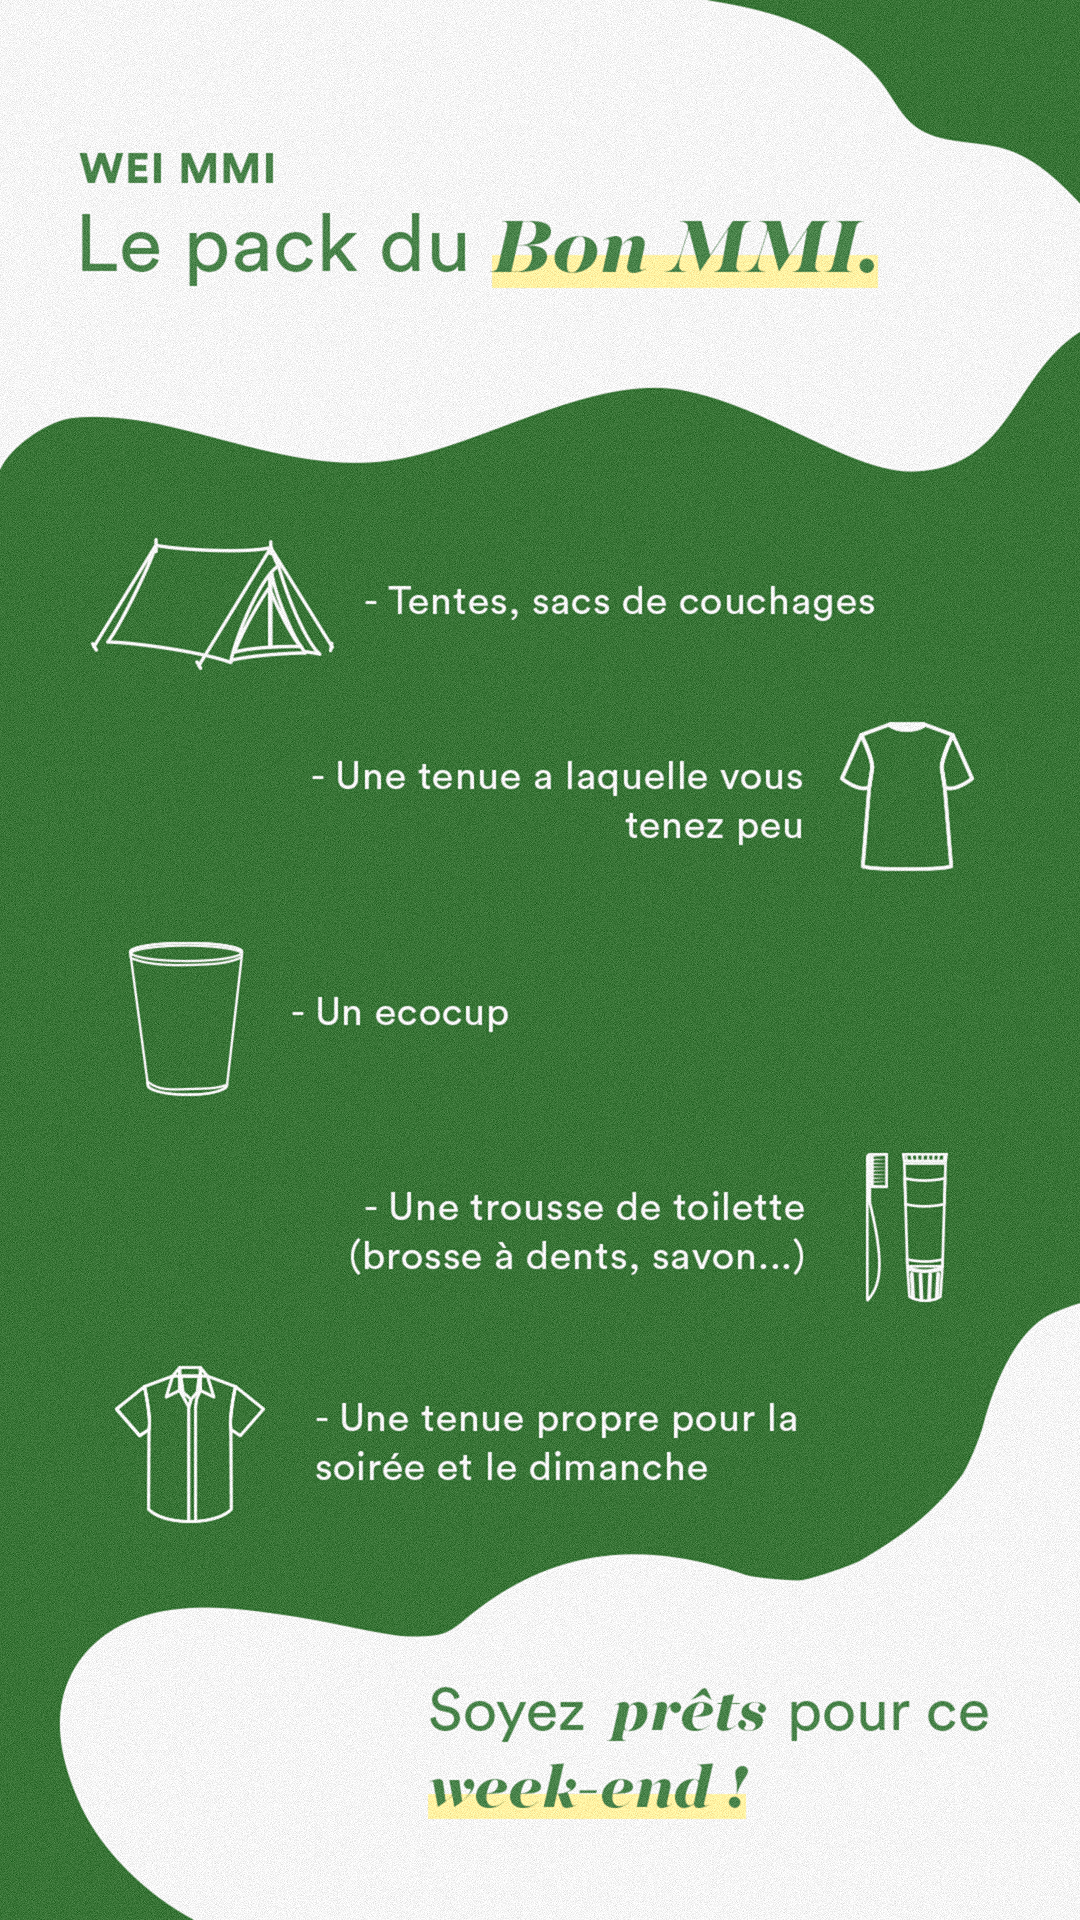 WEI MMI
Le pack du Bon MMI.
- Tentes, sacs de couchages
- Une tenue a laquelle vous
tenez peu
- Un ecocup
- Une trousse de toilette
(brosse à dents, savon...)
- Une tenue propre pour la
soirée et le dimanche
Soyez prêts pour ce
week-end !